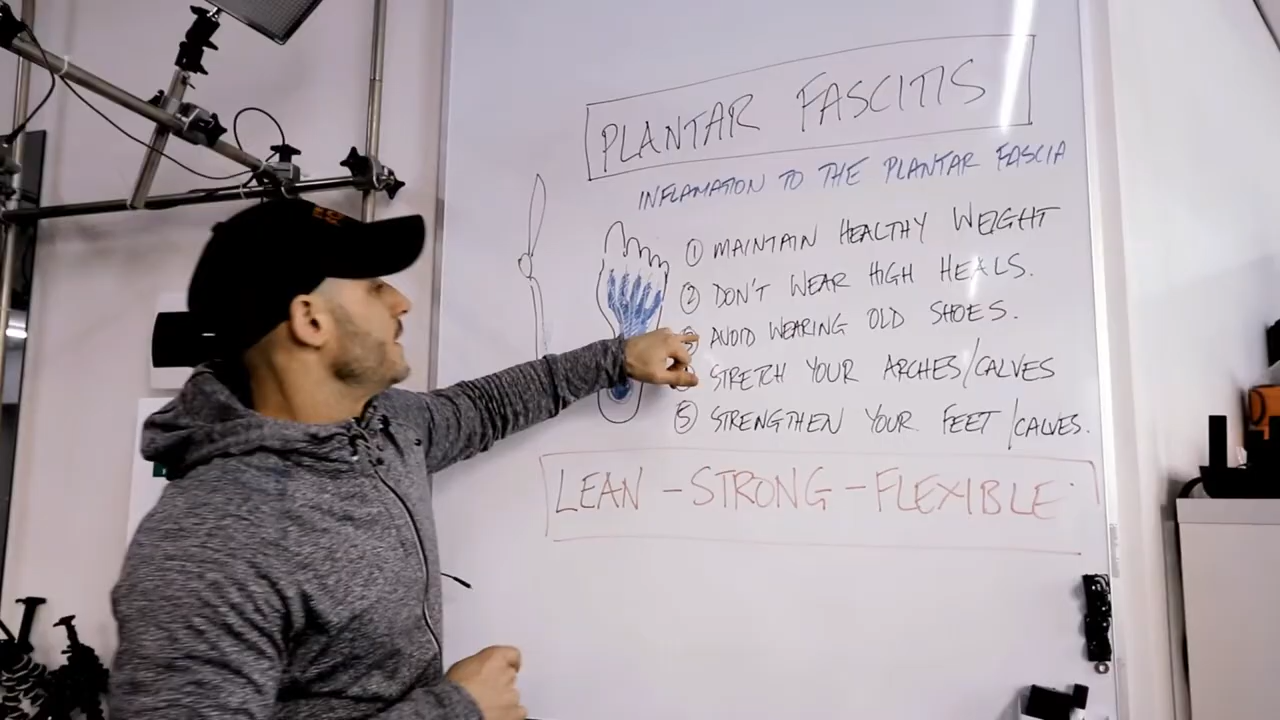 PLANTAR FASCITIS
INFLAMATION TO THE PLANTAR FASCIA
① MAINTAIN HEALTHY WEIGHT
② DON'T WEAR HIGH HEALS.
AVOID WEARING OLD SHOES.
STRETCH YOUR ARCHES/CALVES
⑤ STRENGTHEN YOUR FEET/CALVES.
LEAN - STRONG - FLEXIBLE